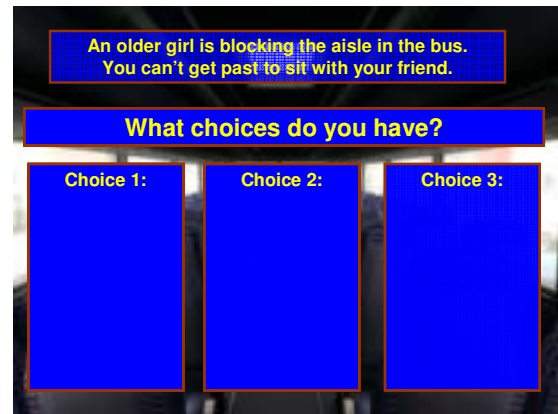 An older girl is blocking the aisle in the bus.
You can't get past to sit with your friend.
What choices do you have?
Choice 1:
Choice 2:
Choice 3: